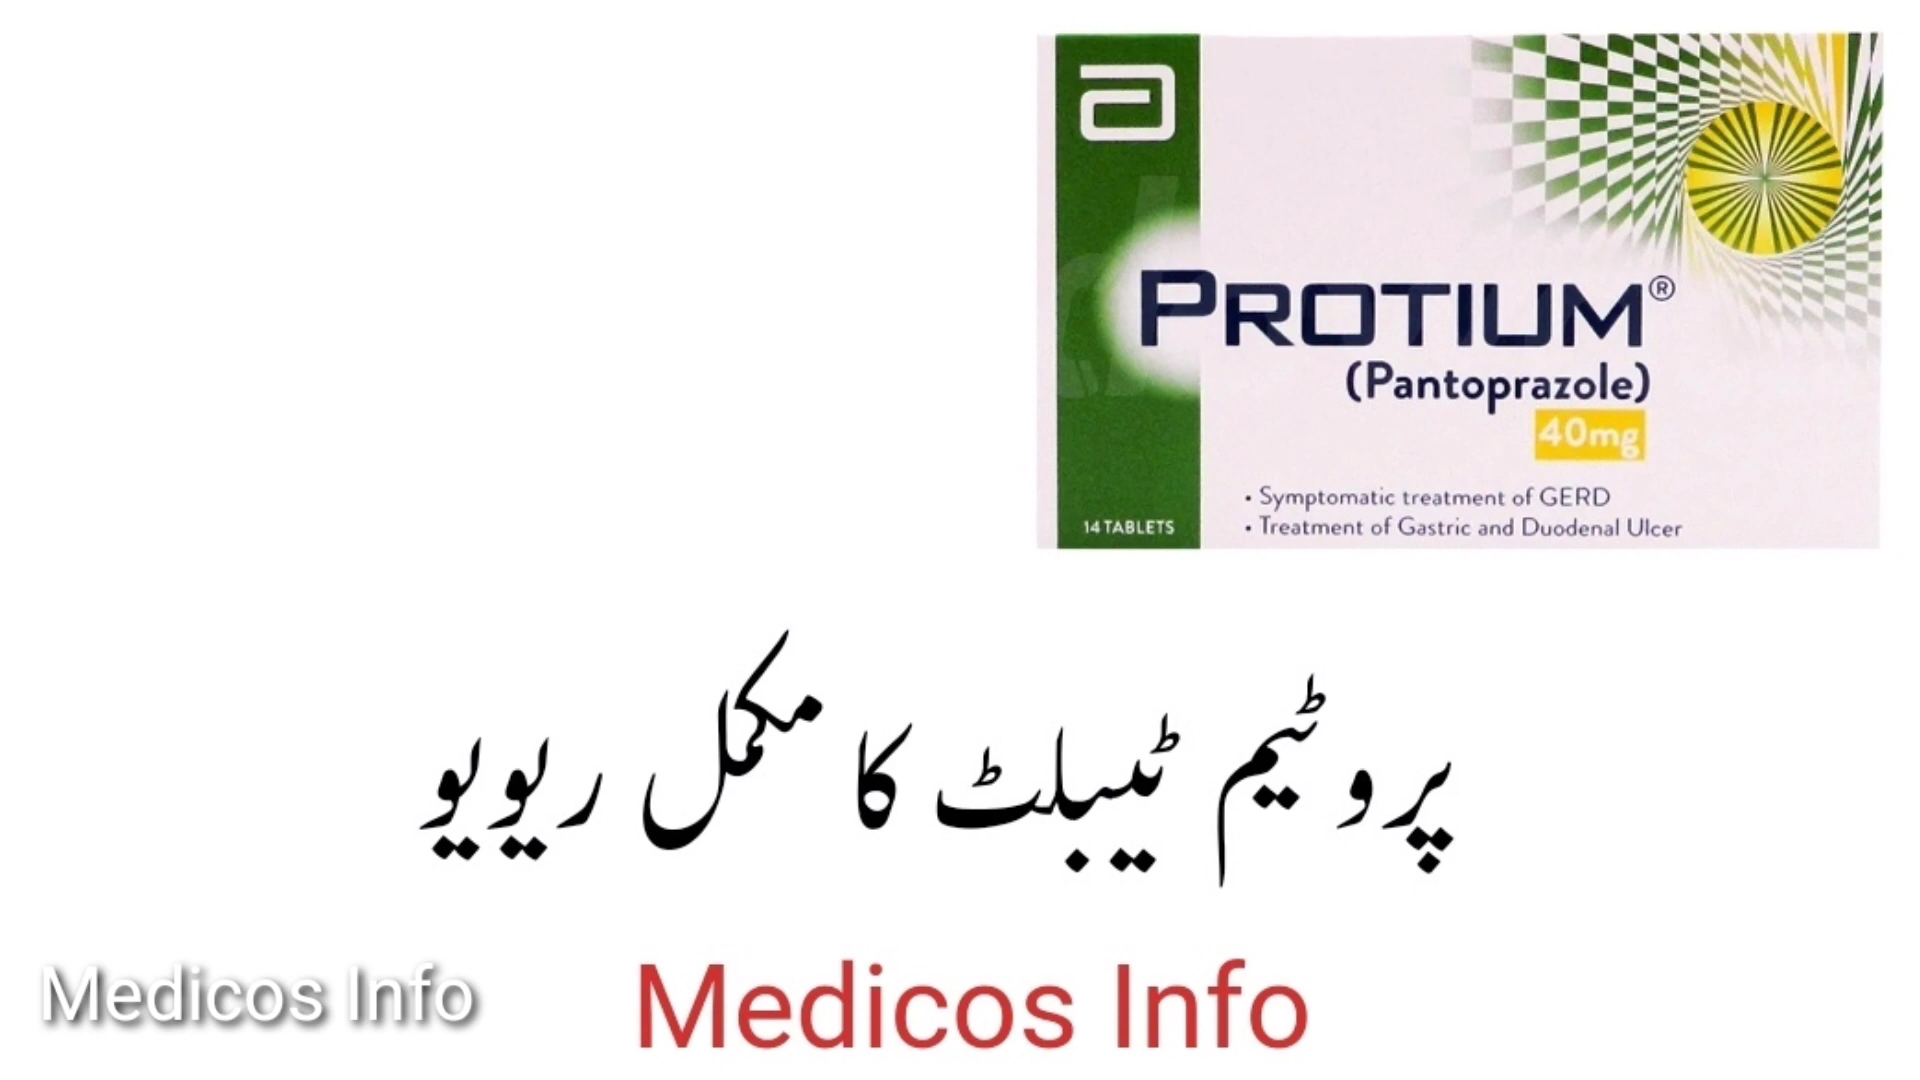 PROTIUM®
(Pantoprazole)
40mg
• Symptomatic treatment of GERD
• Treatment of Gastric and Duodenal Ulcer
14 TABLETS
پروٹیم ٹیبلٹ کا مکمل ریویو
Medicos Info
Medicos Info